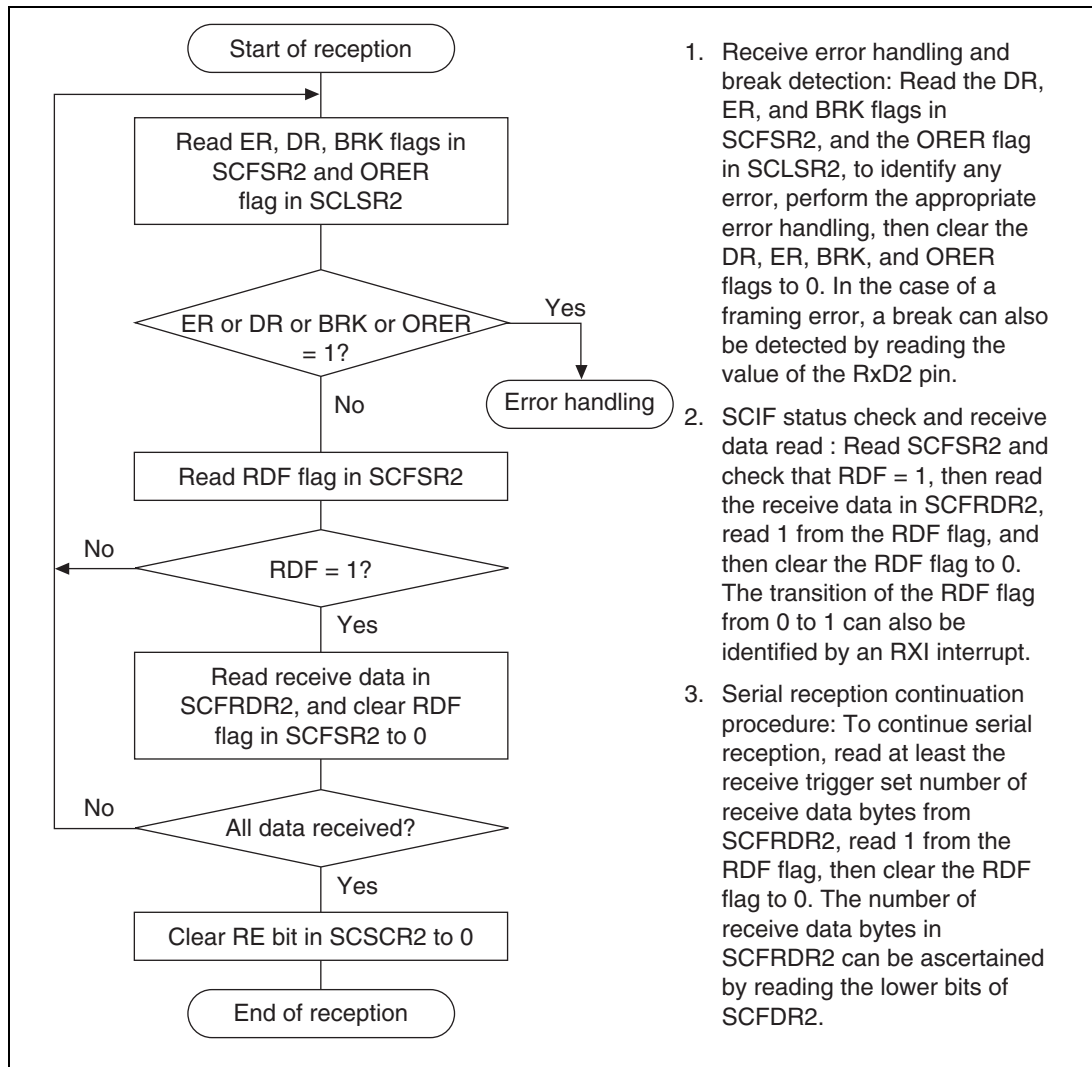 Start of reception
Read ER, DR, BRK flags in
SCFSR2 and ORER
flag in SCLSR2
ER or DR or BRK or ORER
= 1?
Yes
Error handling
No
Read RDF flag in SCFSR2
No
RDF = 1?
Yes
Read receive data in
SCFRDR2, and clear RDF
flag in SCFSR2 to 0
No
All data received?
Yes
Clear RE bit in SCSCR2 to 0
End of reception
1. Receive error handling and
break detection: Read the DR,
ER, and BRK flags in
SCFSR2, and the ORER flag
in SCLSR2, to identify any
error, perform the appropriate
error handling, then clear the
DR, ER, BRK, and ORER
flags to 0. In the case of a
framing error, a break can also
be detected by reading the
value of the RxD2 pin.
2. SCIF status check and receive
data read : Read SCFSR2 and
check that RDF = 1, then read
the receive data in SCFRDR2,
read 1 from the RDF flag, and
then clear the RDF flag to 0.
The transition of the RDF flag
from 0 to 1 can also be
identified by an RXI interrupt.
3. Serial reception continuation
procedure: To continue serial
reception, read at least the
receive trigger set number of
receive data bytes from
SCFRDR2, read 1 from the
RDF flag, then clear the RDF
flag to 0. The number of
receive data bytes in
SCFRDR2 can be ascertained
by reading the lower bits of
SCFDR2.